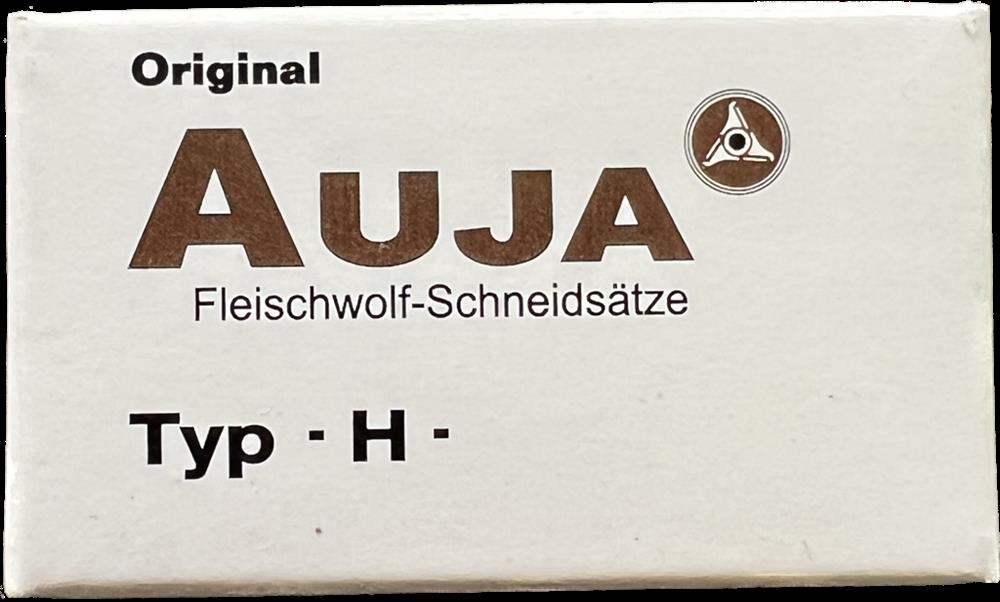 Original
AUJA
Fleischwolf-Schneidsätze
Typ - H -